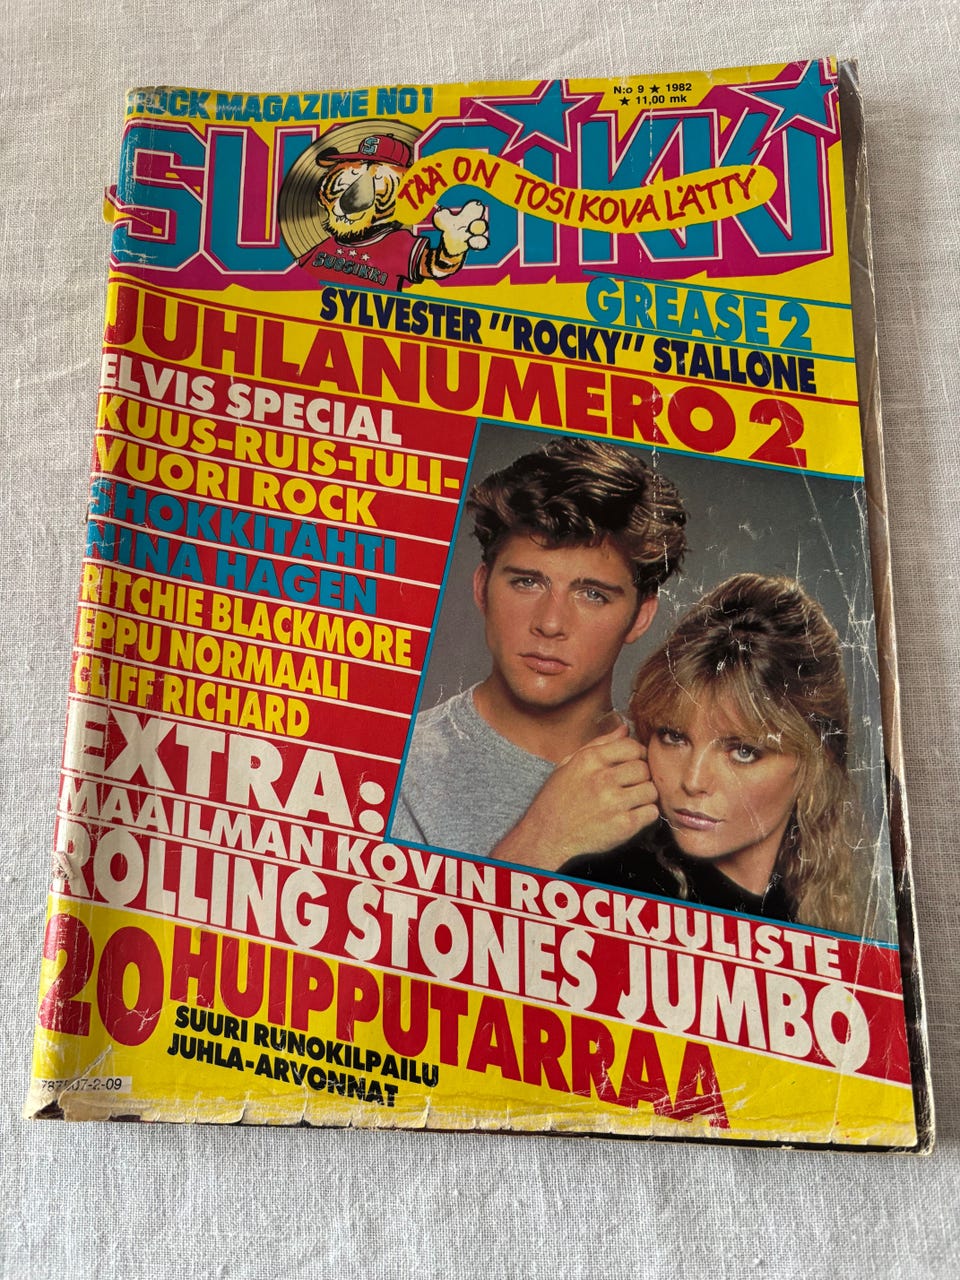 ROCK MAGAZINE NO1
N:o 9 ★ 1982
★ 11,00 mk
SUOSIKKI
TÄÄ ON TOSI KOVA LÄTTY
S
SUOSIKKI
GREASE 2
SYLVESTER "ROCKY" STALLONE
JUHLANUMERO 2
ELVIS SPECIAL
KUUS-RUIS-TULI-
VUORI ROCK
SHOKKITÄHTI
NINA HAGEN
RITCHIE BLACKMORE
EPPU NORMAALI
CLIFF RICHARD
EXTRA:
MAAILMAN KOVIN ROCKJULISTE
ROLLING STONES JUMBO
20 HUIPPUTARRAA
SUURI RUNOKILPAILU
JUHLA-ARVONNAT